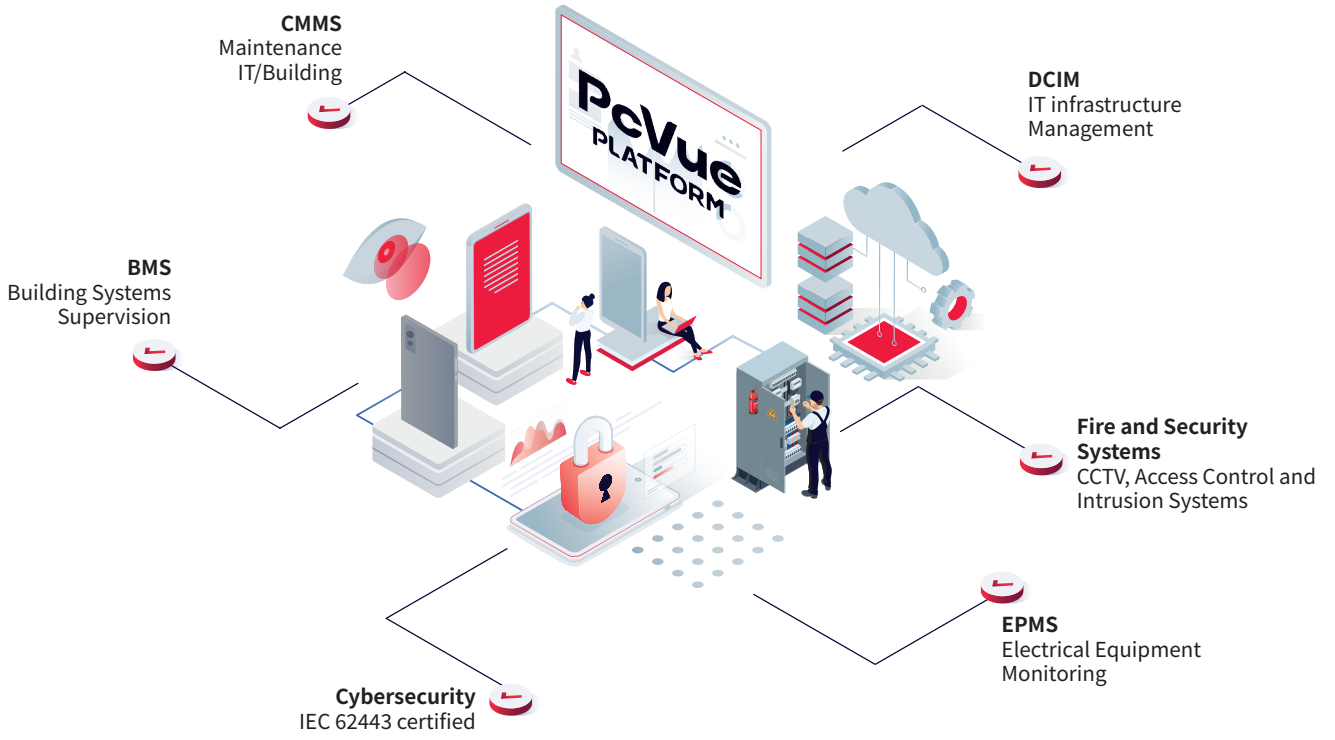 CMMS
Maintenance
IT/Building
PcVue
PLATFORM
DCIM
IT infrastructure
Management
BMS
Building Systems
Supervision
Fire and Security
Systems
CCTV, Access Control and
Intrusion Systems
EPMS
Electrical Equipment
Monitoring
Cybersecurity
IEC 62443 certified